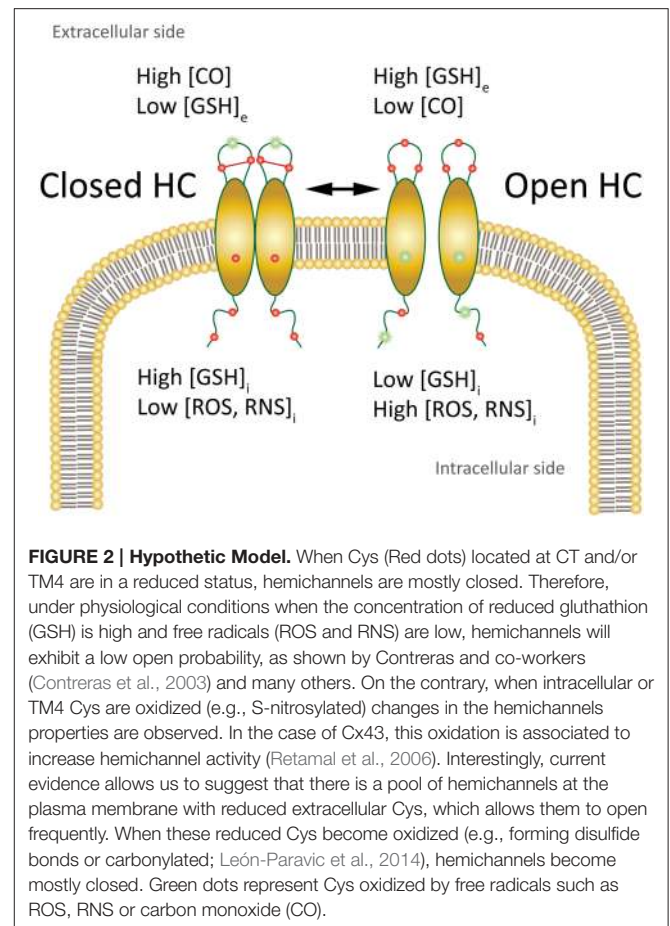 Extracellular side
High [CO]
Low [GSH]e
High [GSH]e
Low [CO]
Closed HC
Open HC
High [GSH]i
Low [ROS, RNS]i
Low [GSH]i
High [ROS, RNS]i
Intracellular side
FIGURE 2 | Hypothetic Model. When Cys (Red dots) located at CT and/or
TM4 are in a reduced status, hemichannels are mostly closed. Therefore,
under physiological conditions when the concentration of reduced gluthathion
(GSH) is high and free radicals (ROS and RNS) are low, hemichannels will
exhibit a low open probability, as shown by Contreras and co-workers
(Contreras et al., 2003) and many others. On the contrary, when intracellular or
TM4 Cys are oxidized (e.g., S-nitrosylated) changes in the hemichannels
properties are observed. In the case of Cx43, this oxidation is associated to
increase hemichannel activity (Retamal et al., 2006). Interestingly, current
evidence allows us to suggest that there is a pool of hemichannels at the
plasma membrane with reduced extracellular Cys, which allows them to open
frequently. When these reduced Cys become oxidized (e.g., forming disulfide
bonds or carbonylated; León-Paravic et al., 2014), hemichannels become
mostly closed. Green dots represent Cys oxidized by free radicals such as
ROS, RNS or carbon monoxide (CO).